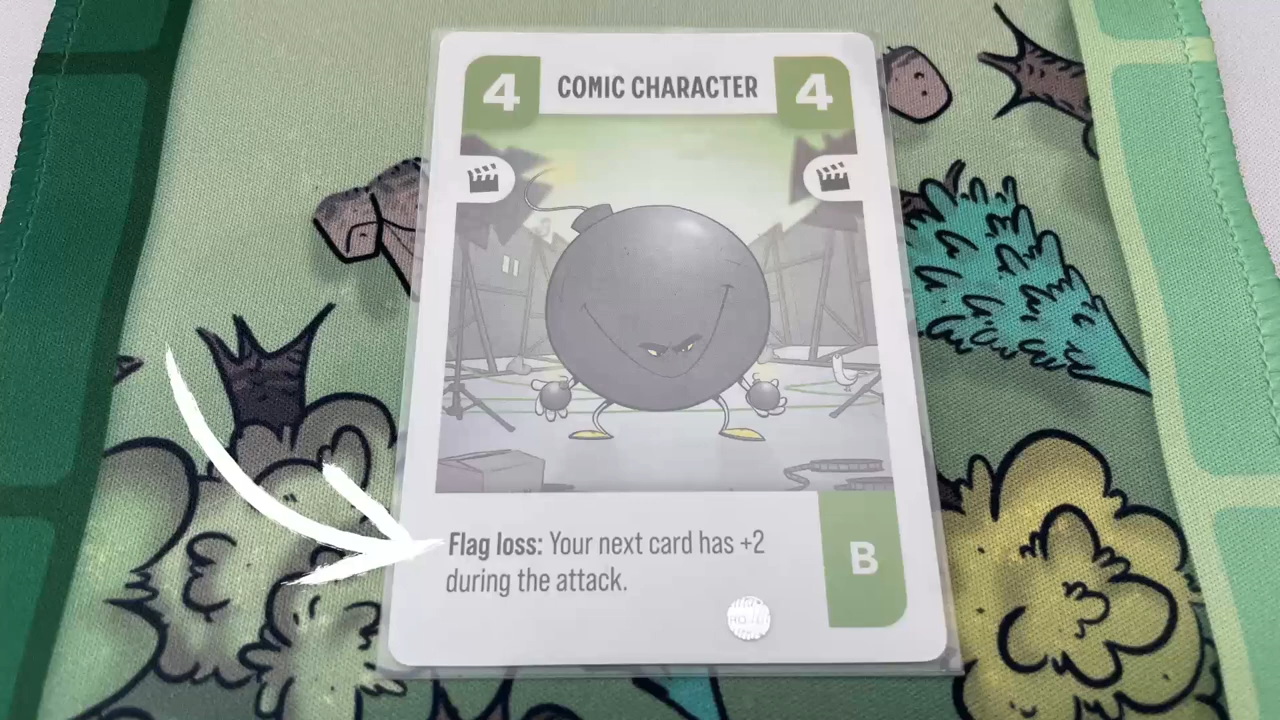 4 COMIC CHARACTER 4
Flag loss: Your next card has +2
during the attack.
B